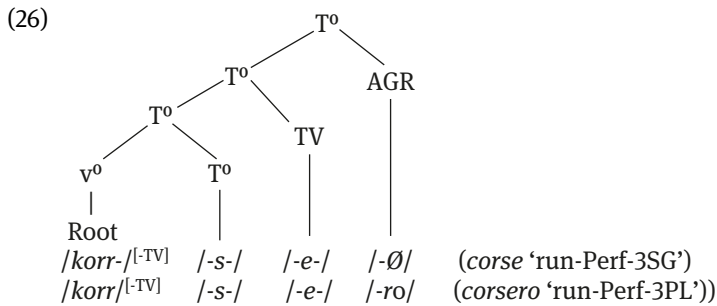 (26)
T⁰
T⁰ AGR
T⁰ TV
v⁰ T⁰
Root
/korr-/[-TV] /-s-/ /-e-/ /-Ø/ (corse ‘run-Perf-3SG’)
/korr/[-TV] /-s-/ /-e-/ /-ro/ (corsero ‘run-Perf-3PL’))